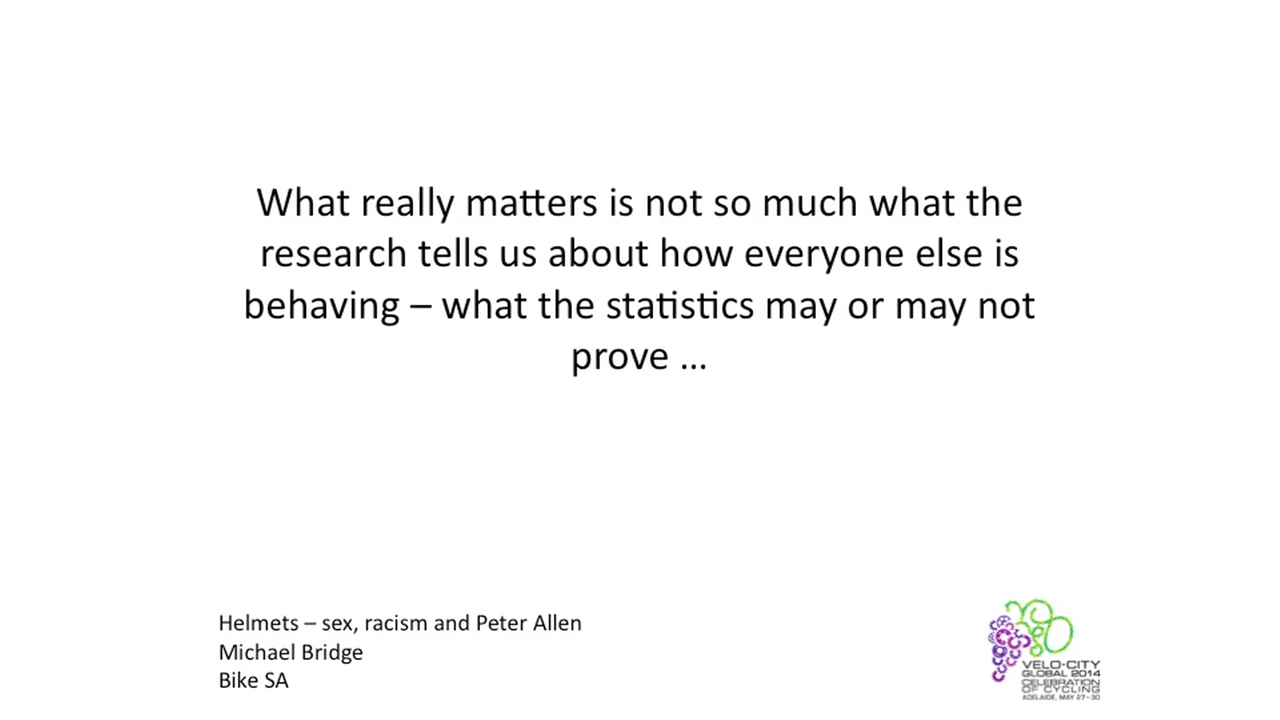 What really matters is not so much what the
research tells us about how everyone else is
behaving – what the statistics may or may not
prove ...
Helmets – sex, racism and Peter Allen
Michael Bridge
Bike SA
VELO-CITY
GLOBAL 2014
CELEBRATION
OF CYCLING
ADELAIDE, MAY 27 - 30